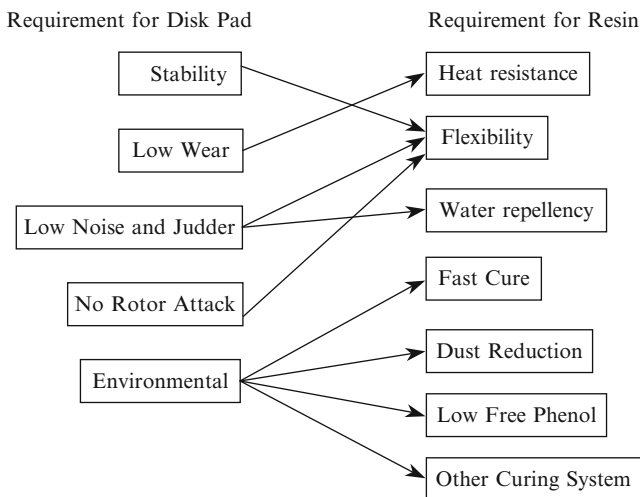 Requirement for Disk Pad
Requirement for Resin
Stability
Heat resistance
Low Wear
Flexibility
Low Noise and Judder
Water repellency
No Rotor Attack
Fast Cure
Environmental
Dust Reduction
Low Free Phenol
Other Curing System